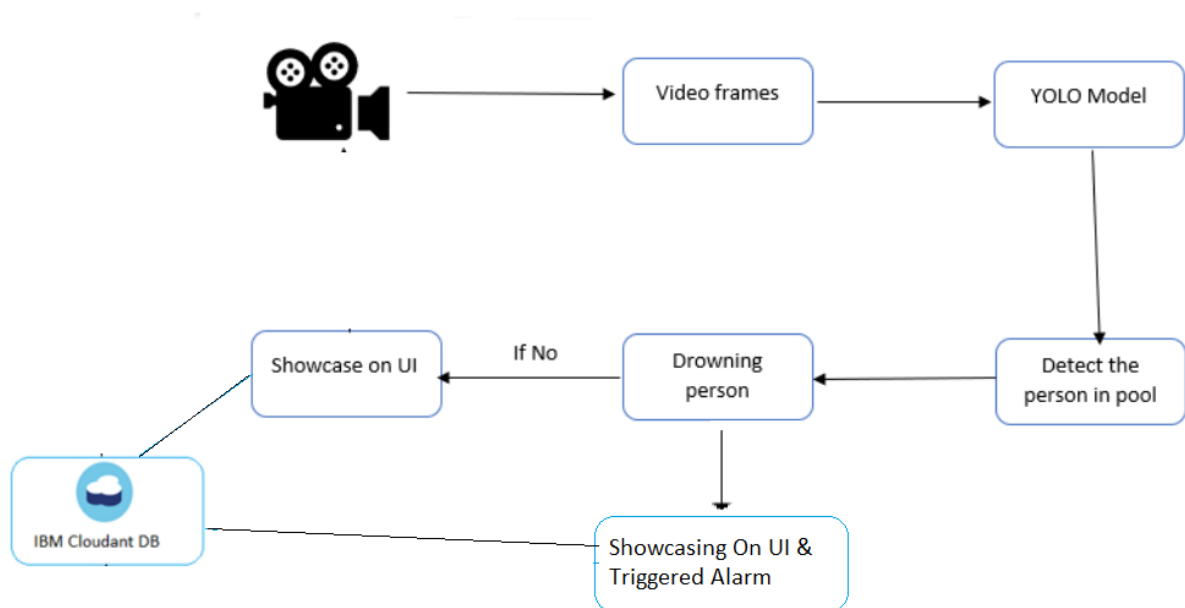 Video frames
YOLO Model
Showcase on UI
If No
Drowning
person
Detect the
person in pool
IBM Cloudant DB
Showcasing On UI &
Triggered Alarm